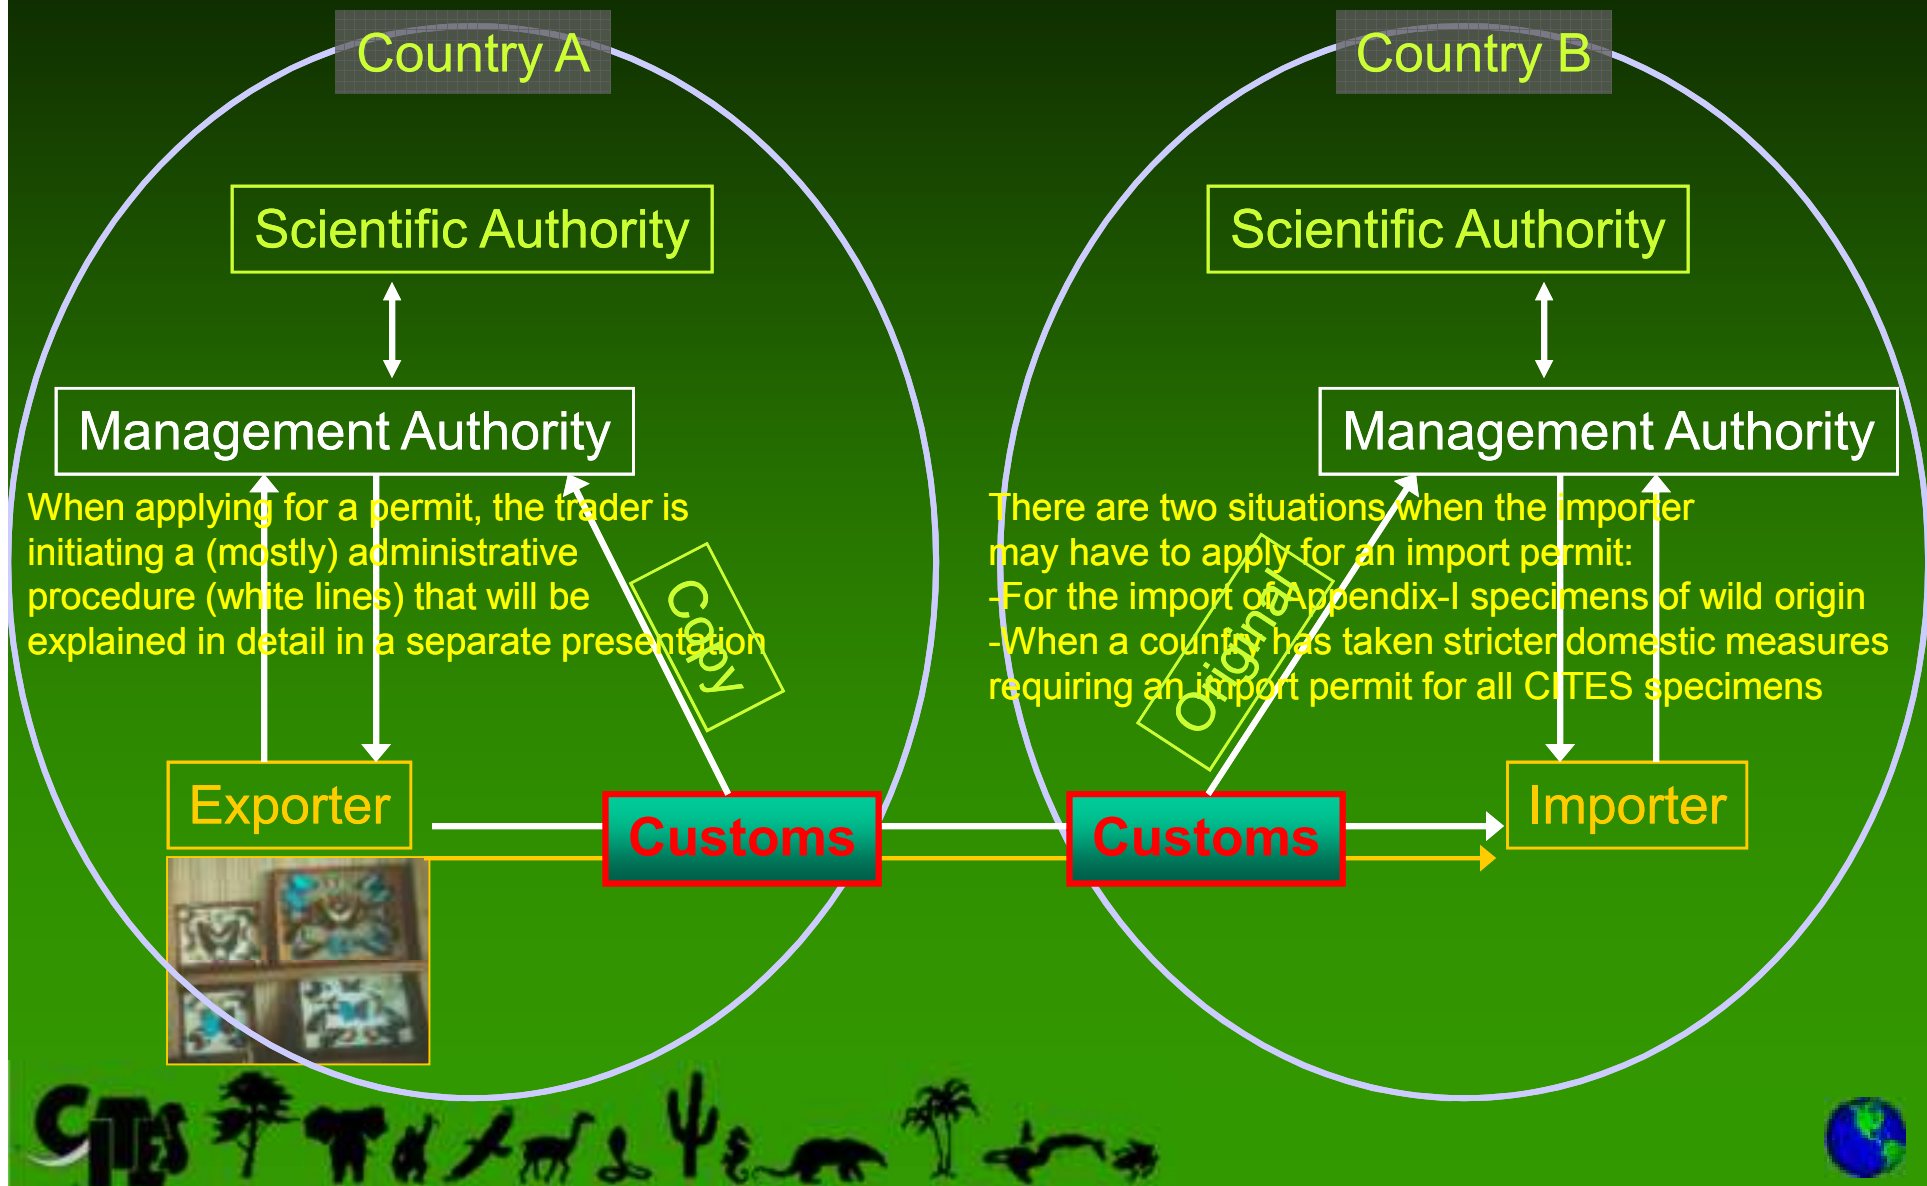 Country A
Country B
Scientific Authority
Scientific Authority
Management Authority
Management Authority
When applying for a permit, the trader is
initiating a (mostly) administrative
procedure (white lines) that will be
explained in detail in a separate presentation
There are two situations when the importer
may have to apply for an import permit:
-For the import of Appendix-I specimens of wild origin
-When a country has taken stricter domestic measures
requiring an import permit for all CITES specimens
Copy
Original
Exporter
Customs
Customs
Importer
CITES